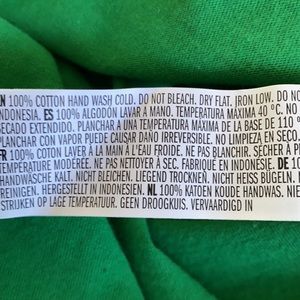 EN 100% COTTON HAND WASH COLD. DO NOT BLEACH. DRY FLAT. IRON LOW. DO NOT
INDONESIA. ES 100% ALGODÓN LAVAR A MANO. TEMPERATURA MÁXIMA 40 °C. NO
SECADO EXTENDIDO. PLANCHAR A UNA TEMPERATURA MÁXIMA DE LA BASE DE 110 °
PLANCHAR CON VAPOR PUEDE CAUSAR DAÑO IRREVERSIBLE. NO LIMPIEZA EN SECO.
FR 100% COTON LAVER À LA MAIN À L'EAU FROIDE. NE PAS BLANCHIR. SÉCHER À P
TEMPÉRATURE MODÉRÉE. NE PAS NETTOYER À SEC. FABRIQUÉ EN INDONÉSIE. DE 10
HANDWÄSCHE KALT. NICHT BLEICHEN. LIEGEND TROCKNEN. NICHT HEISS BÜGELN.
REINIGEN. HERGESTELLT IN INDONESIEN. NL 100% KATOEN KOUDE HANDWAS. NIE
STRIJKEN OP LAGE TEMPERATUUR. GEEN DROOGKUIS. VERVAARDIGD IN